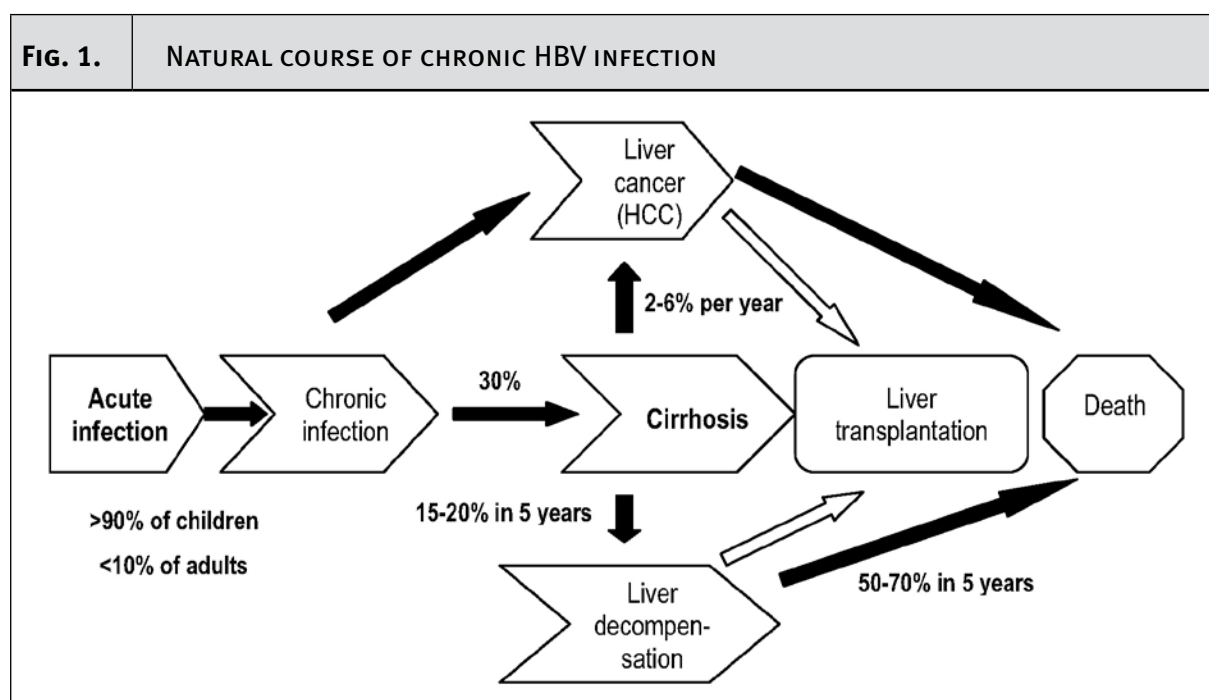 FIG. 1. NATURAL COURSE OF CHRONIC HBV INFECTION
Liver
cancer
(HCC)
2-6% per year
Acute
infection
Chronic
infection
30%
Cirrhosis
Liver
transplantation
Death
>90% of children
<10% of adults
15-20% in 5 years
Liver
decompen-
sation
50-70% in 5 years